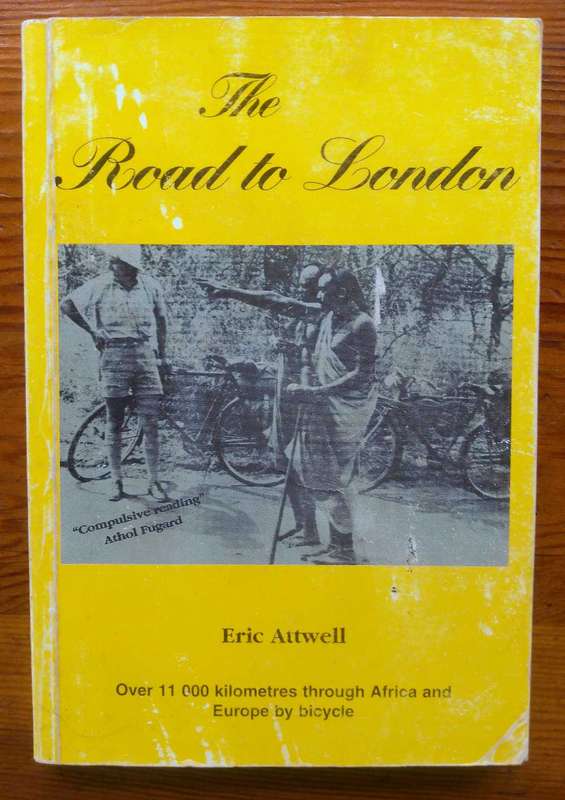 The
Road to London
"Compulsive reading"
Athol Fugard
Eric Attwell
Over 11 000 kilometres through Africa and
Europe by bicycle